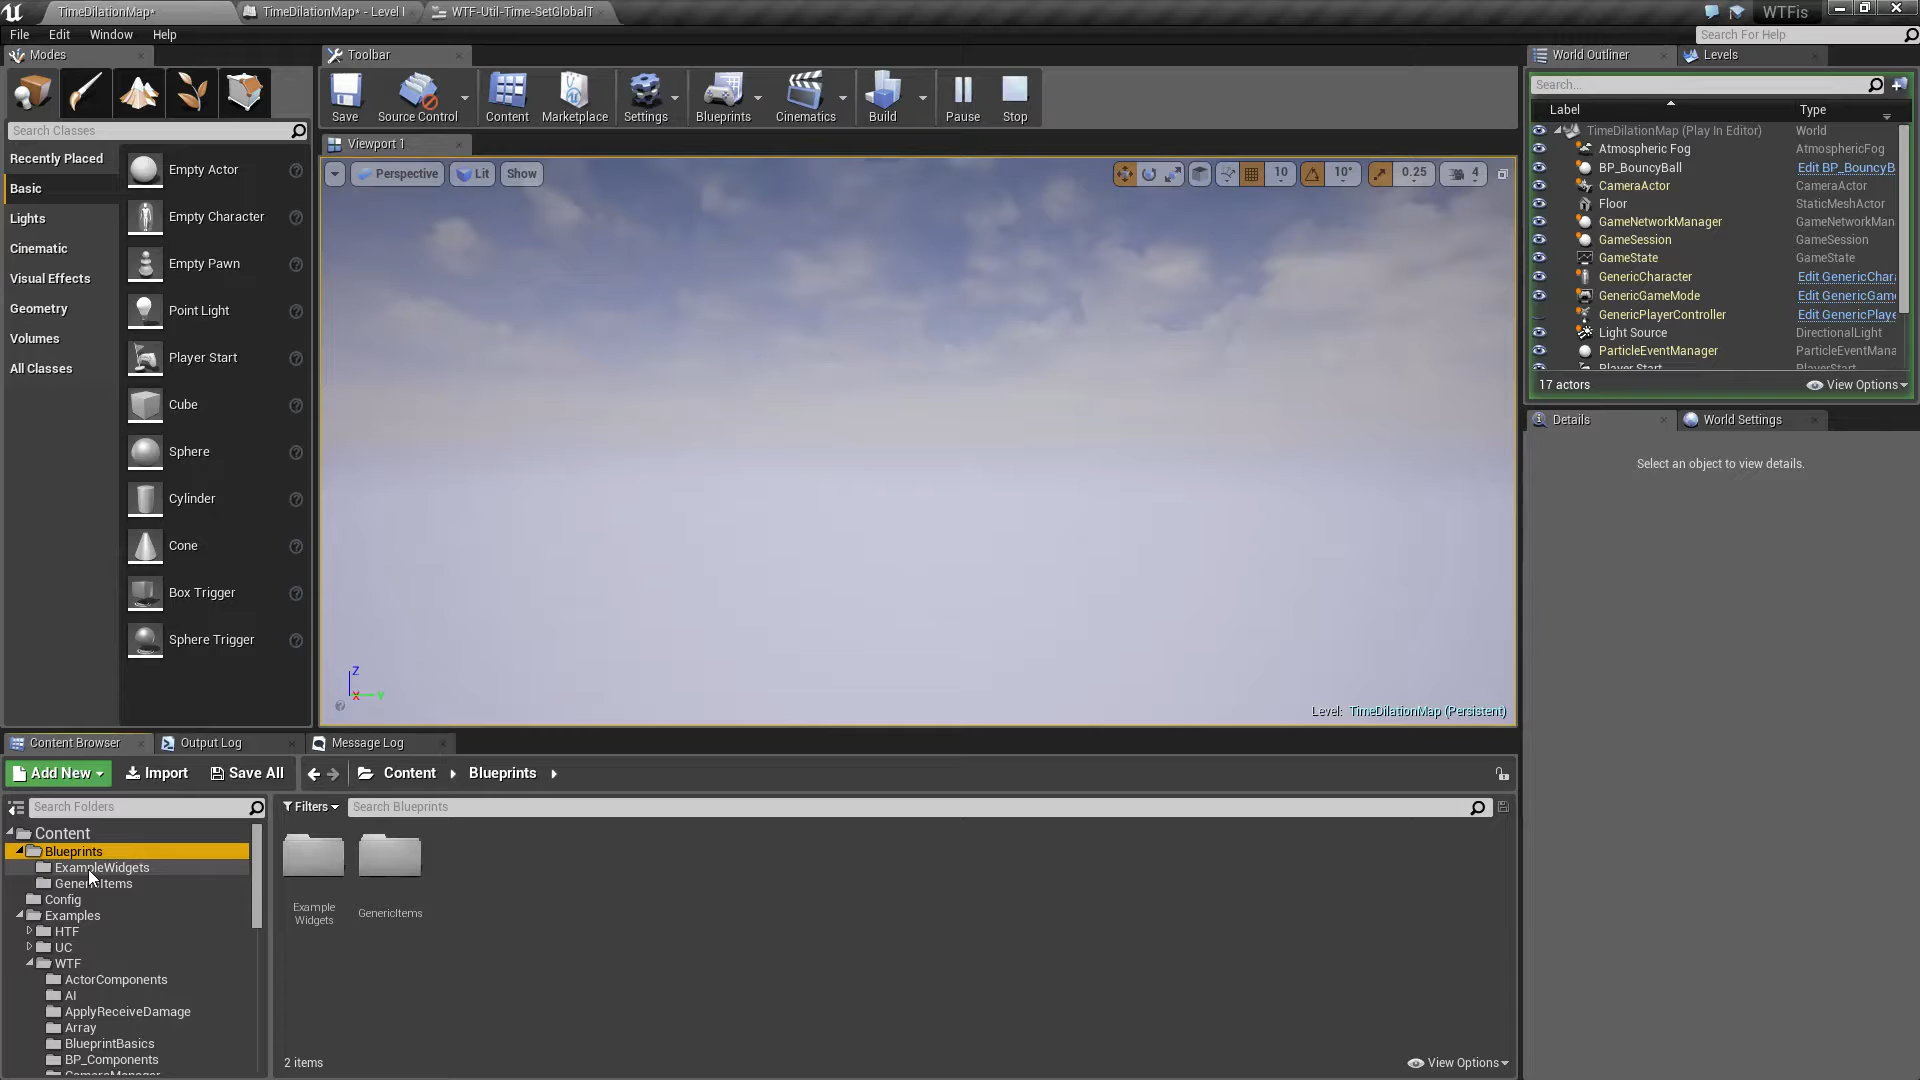 TimeDilationMap*
TimeDilationMap* - Level
WTF-Util-Time-SetGlobalT
WTFis
File Edit Window Help
Search For Help
Modes
Toolbar
World Outliner
Levels
Save
Source Control
Content
Marketplace
Settings
Blueprints
Cinematics
Build
Pause
Stop
Search Classes
Recently Placed
Basic
Lights
Cinematic
Visual Effects
Geometry
Volumes
All Classes
Empty Actor
Empty Character
Empty Pawn
Point Light
Player Start
Cube
Sphere
Cylinder
Cone
Box Trigger
Sphere Trigger
Viewport 1
Perspective Lit Show
10 10° 0.25 4
Z
X Y
Level: TimeDilationMap (Persistent)
Search...
Label Type
TimeDilationMap (Play In Editor) World
Atmospheric Fog AtmosphericFog
BP_BouncyBall Edit BP_BouncyB
CameraActor CameraActor
Floor StaticMeshActor
GameNetworkManager GameNetworkMan
GameSession GameSession
GameState GameState
GenericCharacter Edit GenericChar
GenericGameMode Edit GenericGam
GenericPlayerController Edit GenericPlaye
Light Source DirectionalLight
ParticleEventManager ParticleEventMana
Player Start PlayerStart
17 actors View Options
Details
World Settings
Select an object to view details.
Content Browser
Output Log
Message Log
Add New Import Save All Content Blueprints
Search Folders
Filters
Search Blueprints
Content
Blueprints
ExampleWidgets
GenericItems
Config
Examples
HTF
UC
WTF
ActorComponents
AI
ApplyReceiveDamage
Array
BlueprintBasics
BP_Components
CameraManager
Example
Widgets
GenericItems
2 items
View Options